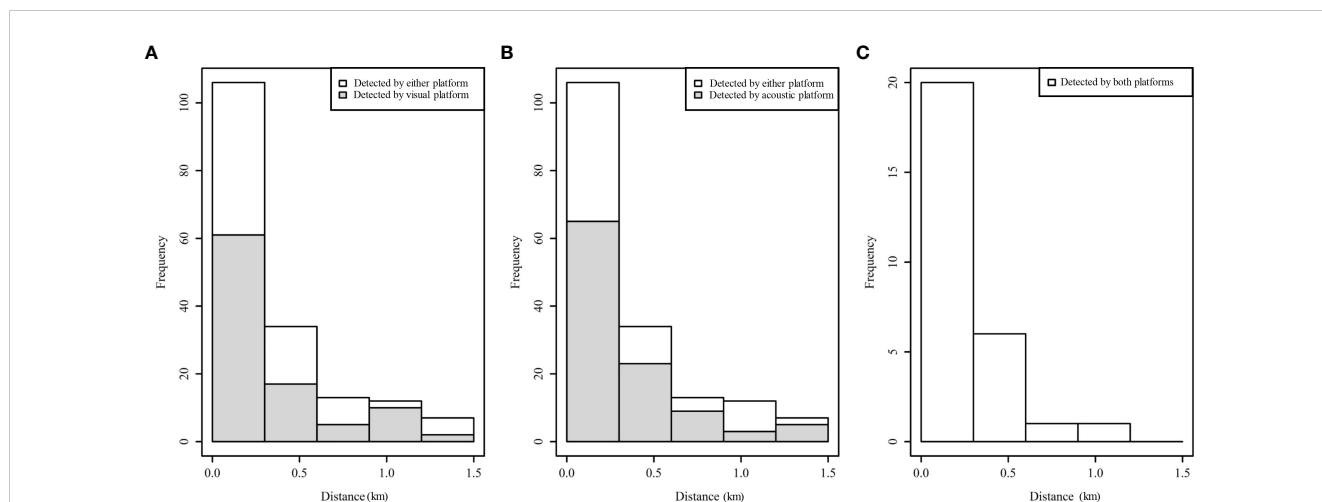 A
Detected by either platform
Detected by visual platform
Frequency
0
20
40
60
80
100
0.0
0.5
1.0
1.5
Distance (km)
B
Detected by either platform
Detected by acoustic platform
Frequency
0
20
40
60
80
100
0.0
0.5
1.0
1.5
Distance (km)
C
Detected by both platforms
Frequency
0
5
10
15
20
0.0
0.5
1.0
1.5
Distance (km)